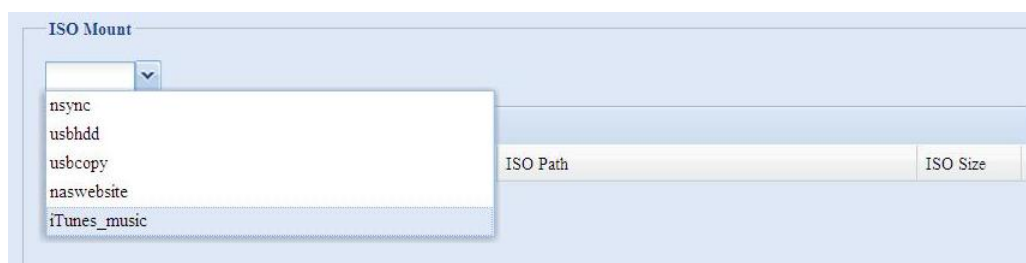 ISO Mount
nsync
usbhdd
usbcopy
ISO Path ISO Size
naswebsite
iTunes_music